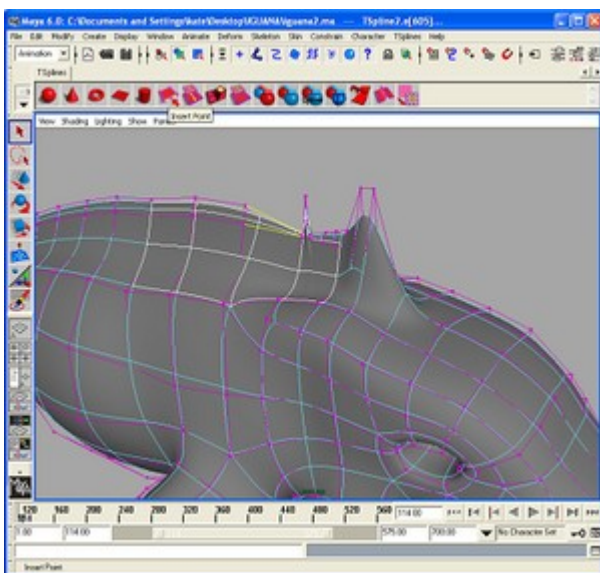 Maya 6.0: C:\Documents and Settings\kate\Desktop\IGUANA\iguana2.ma --- TSpline2.e[605]...
File Edit Modify Create Display Window Animate Deform Skeleton Skin Constrain Character TSplines Help
Animation
TSplines
Insert Point
View Shading Lighting Show
120 160 200 240 280 320 360 400 440 480 520 560 114.00
1.00 114.00 575.00 700.00 No Character Set
Insert Point